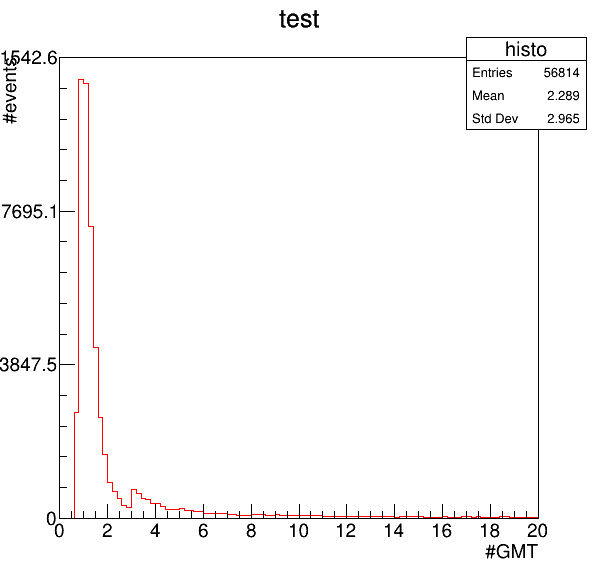 test
histo
Entries 56814
Mean 2.289
Std Dev 2.965
#events
1542.6
7695.1
3847.5
0
0 2 4 6 8 10 12 14 16 18 20
#GMT